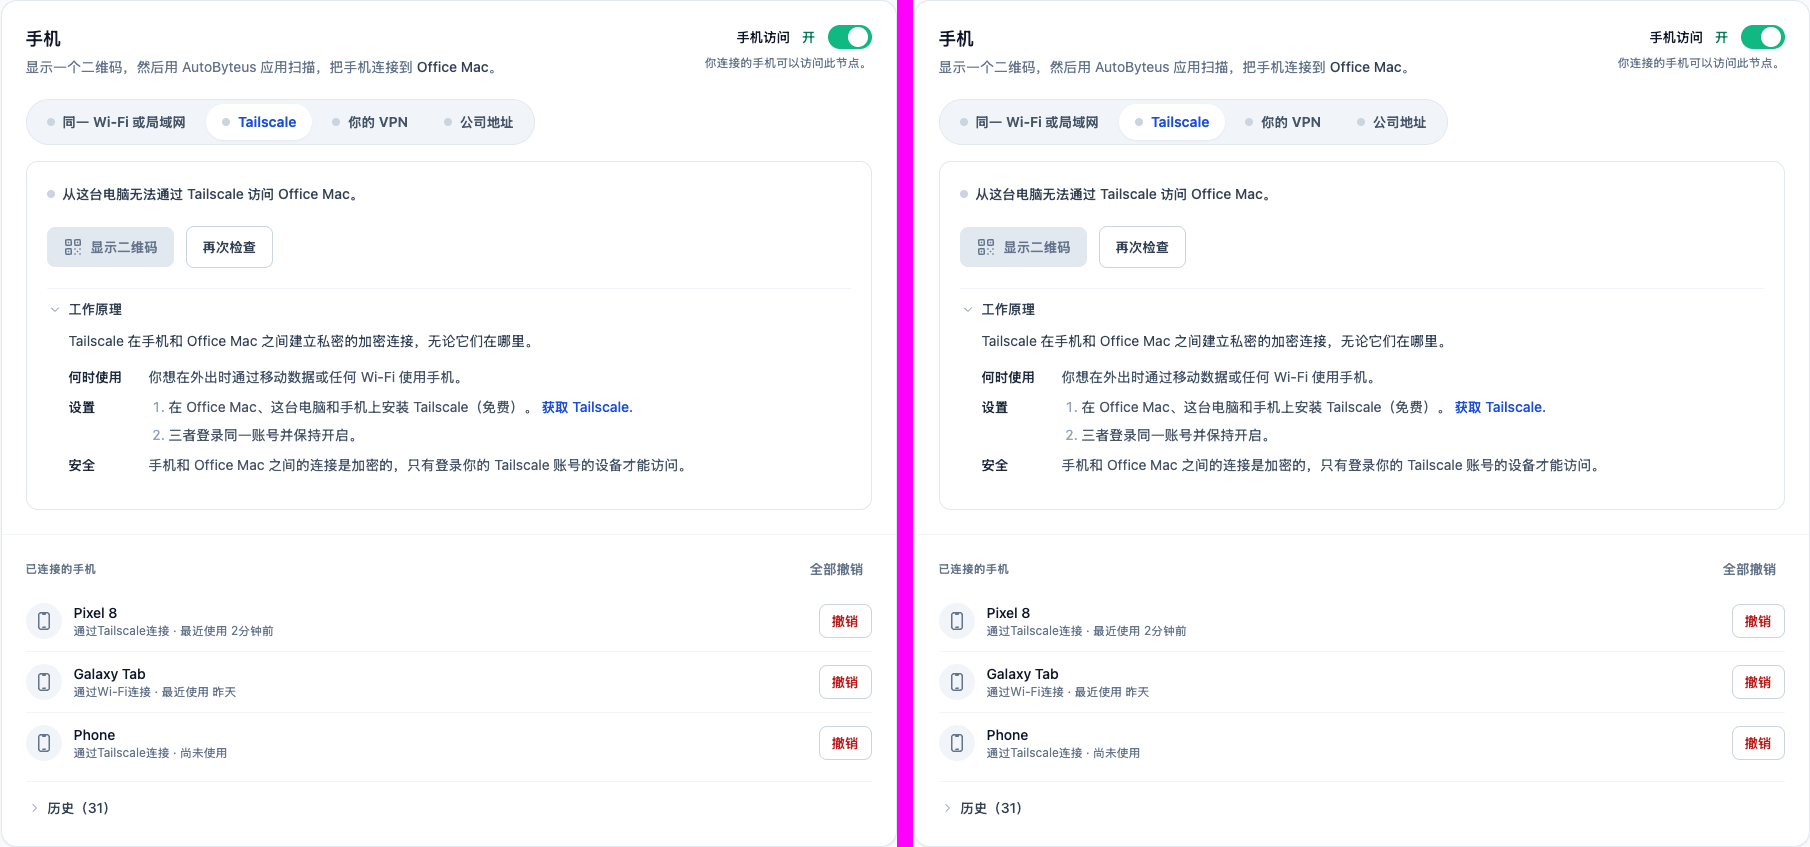 手机
手机访问 开
显示一个二维码，然后用 AutoByteus 应用扫描，把手机连接到 Office Mac。
你连接的手机可以访问此节点。
同一 Wi-Fi 或局域网
Tailscale
你的 VPN
公司地址
从这台电脑无法通过 Tailscale 访问 Office Mac。
显示二维码
再次检查
工作原理
Tailscale 在手机和 Office Mac 之间建立私密的加密连接，无论它们在哪里。
何时使用 你想在外出时通过移动数据或任何 Wi-Fi 使用手机。
设置 1. 在 Office Mac、这台电脑和手机上安装 Tailscale（免费）。 获取 Tailscale.
2. 三者登录同一账号并保持开启。
安全 手机和 Office Mac 之间的连接是加密的，只有登录你的 Tailscale 账号的设备才能访问。
已连接的手机
全部撤销
Pixel 8
通过Tailscale连接 · 最近使用 2分钟前
撤销
Galaxy Tab
通过Wi-Fi连接 · 最近使用 昨天
撤销
Phone
通过Tailscale连接 · 尚未使用
撤销
历史（31）
手机
手机访问 开
显示一个二维码，然后用 AutoByteus 应用扫描，把手机连接到 Office Mac。
你连接的手机可以访问此节点。
同一 Wi-Fi 或局域网
Tailscale
你的 VPN
公司地址
从这台电脑无法通过 Tailscale 访问 Office Mac。
显示二维码
再次检查
工作原理
Tailscale 在手机和 Office Mac 之间建立私密的加密连接，无论它们在哪里。
何时使用 你想在外出时通过移动数据或任何 Wi-Fi 使用手机。
设置 1. 在 Office Mac、这台电脑和手机上安装 Tailscale（免费）。 获取 Tailscale.
2. 三者登录同一账号并保持开启。
安全 手机和 Office Mac 之间的连接是加密的，只有登录你的 Tailscale 账号的设备才能访问。
已连接的手机
全部撤销
Pixel 8
通过Tailscale连接 · 最近使用 2分钟前
撤销
Galaxy Tab
通过Wi-Fi连接 · 最近使用 昨天
撤销
Phone
通过Tailscale连接 · 尚未使用
撤销
历史（31）